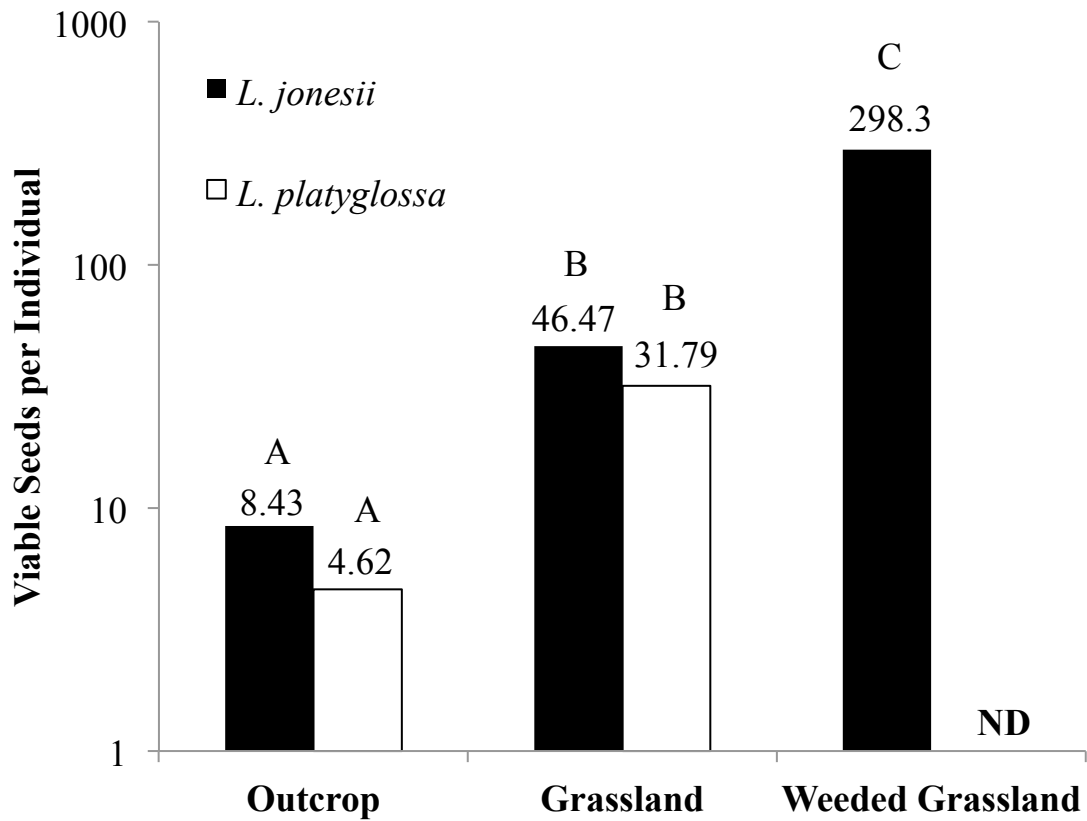 1000
100
10
1
Viable Seeds per Individual
L. jonesii
L. platyglossa
A
8.43
A
4.62
B
46.47
B
31.79
C
298.3
ND
Outcrop
Grassland
Weeded Grassland